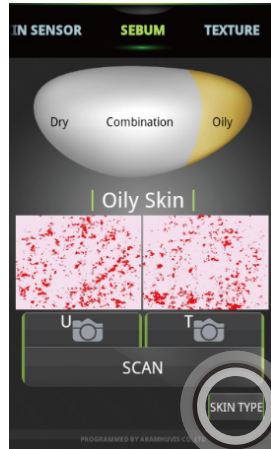 IN SENSOR SEBUM TEXTURE
Dry Combination Oily
| Oily Skin |
U T
SCAN
SKIN TYPE
PROGRAMMED BY ARAMHUVIS CO. LTD